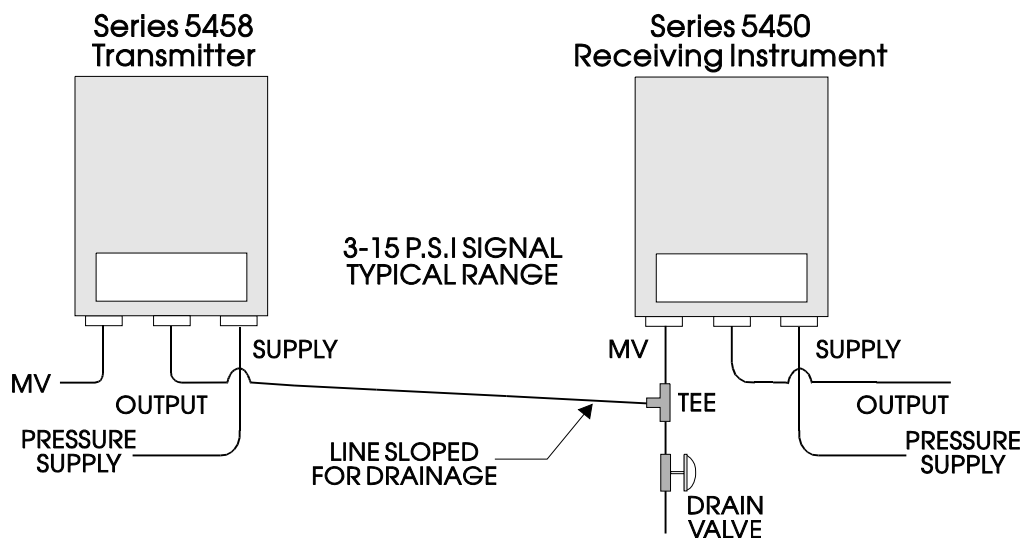 Series 5458
Transmitter
Series 5450
Receiving Instrument
3-15 P.S.I SIGNAL
TYPICAL RANGE
MV
OUTPUT
SUPPLY
PRESSURE
SUPPLY
LINE SLOPED
FOR DRAINAGE
MV
TEE
SUPPLY
OUTPUT
PRESSURE
SUPPLY
DRAIN
VALVE